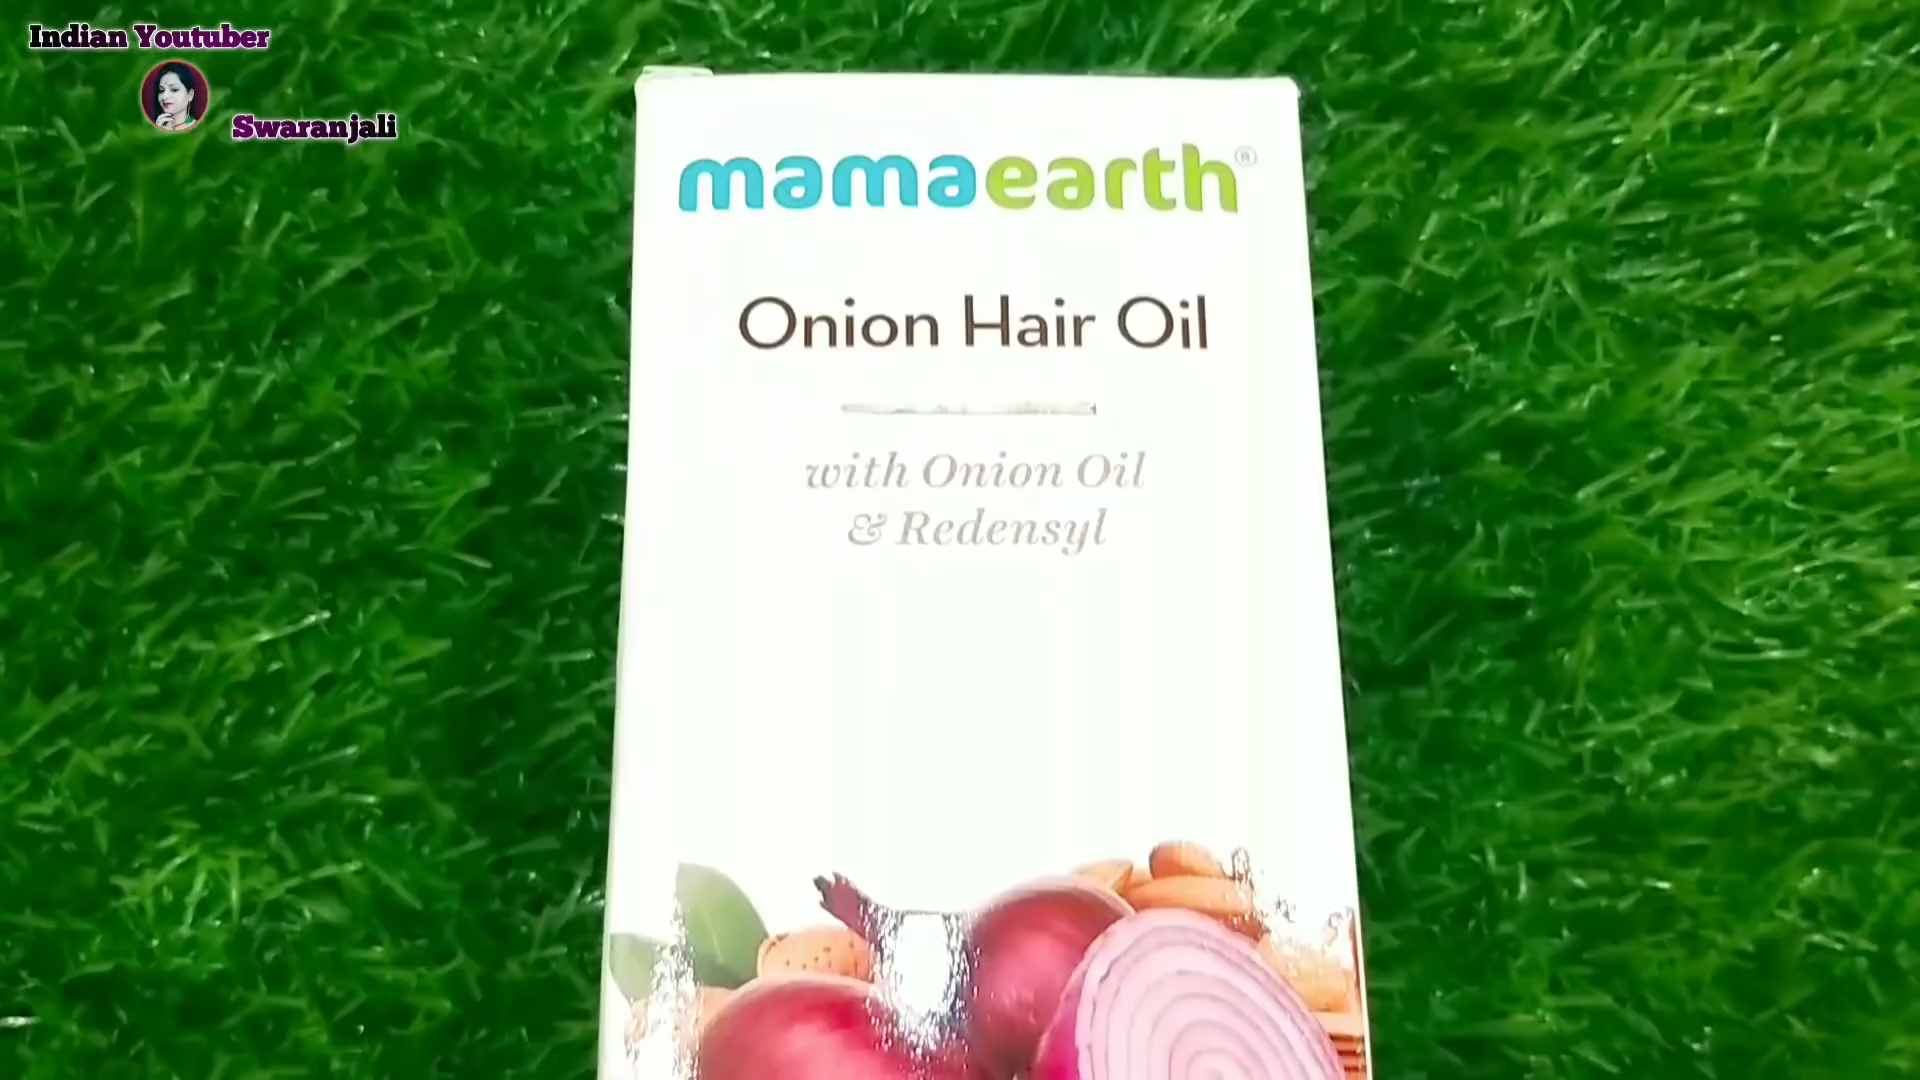 Indian Youtuber
Swaranjali
mamaearth®
Onion Hair Oil
with Onion Oil
& Redensyl